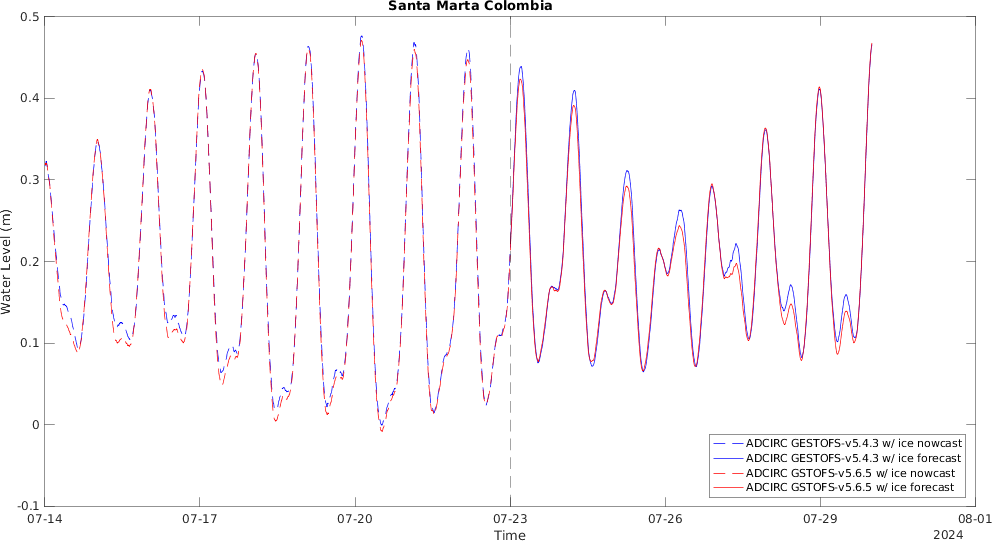 Santa Marta Colombia
0.5
0.4
0.3
0.2
0.1
0
-0.1
Water Level (m)
ADCIRC GESTOFS-v5.4.3 w/ ice nowcast
ADCIRC GESTOFS-v5.4.3 w/ ice forecast
ADCIRC GSTOFS-v5.6.5 w/ ice nowcast
ADCIRC GSTOFS-v5.6.5 w/ ice forecast
07-14 07-17 07-20 07-23 07-26 07-29 08-01
Time
2024